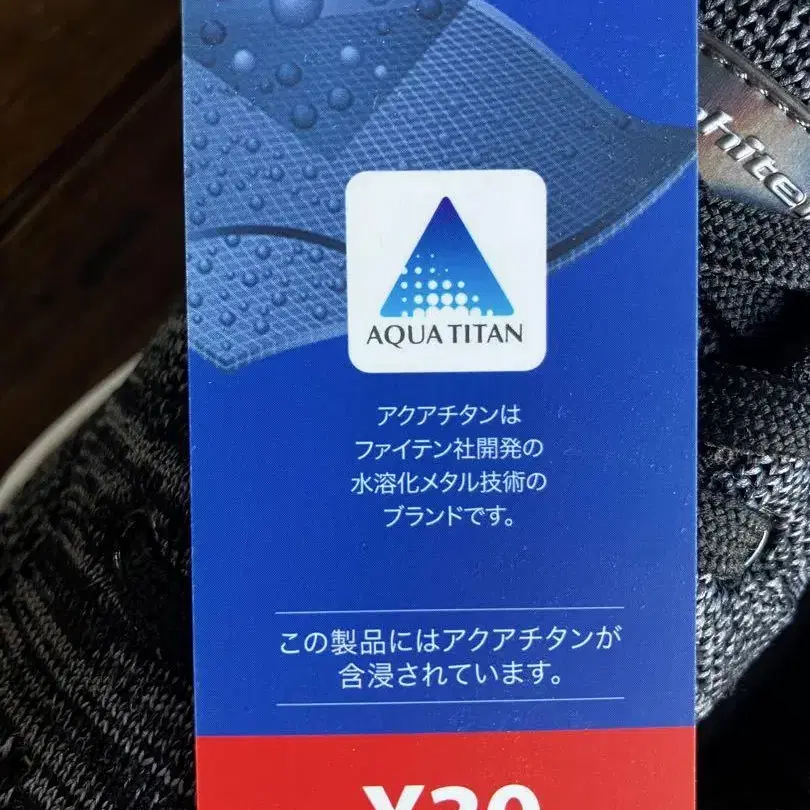 AQUA TITAN
アクアチタンは
ファイテン社開発の
水溶化メタル技術の
ブランドです。
この製品にはアクアチタンが
含浸されています。
X30